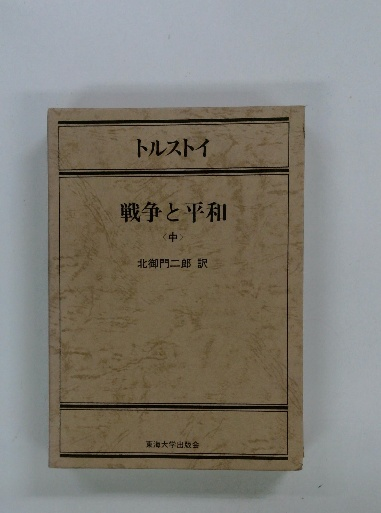 トルストイ
戦争と平和
〈中〉
北御門二郎 訳
東海大学出版会